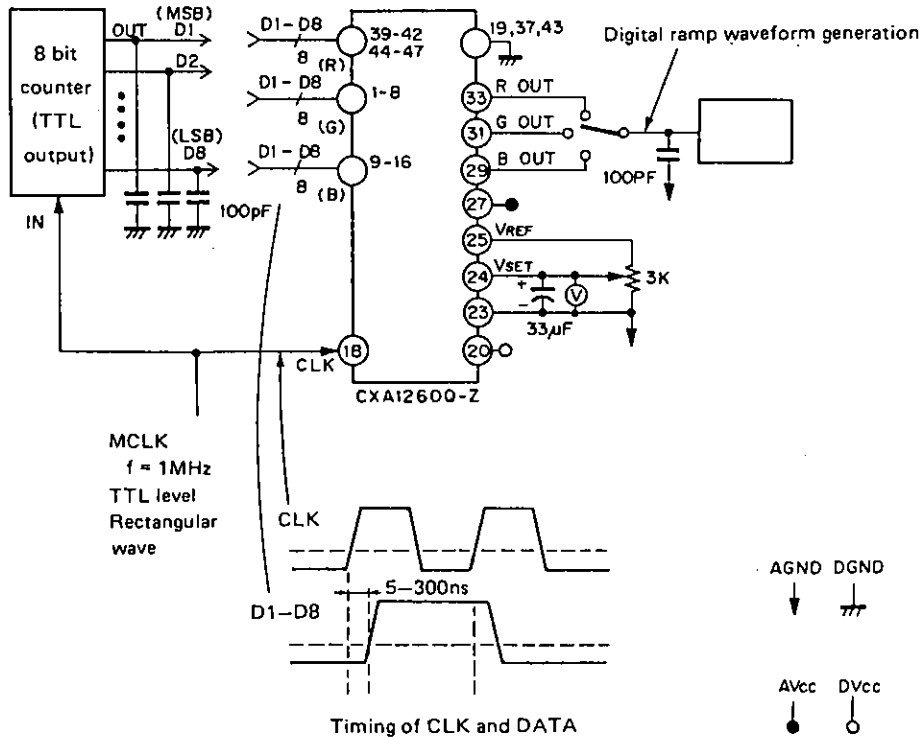 8 bit
counter
(TTL
output)
OUT
(MSB)
D1
D2
(LSB)
D8
100pF
IN
D1-D8
8
(R)
D1-D8
8
(G)
D1-D8
8
(B)
39-42
44-47
1-8
9-16
18
CLK
CXA1260Q-Z
19,37,43
33
R OUT
31
G OUT
29
B OUT
27
25
VREF
24
VSET
23
20
+
−
33μF
V
3K
100PF
Digital ramp waveform generation
MCLK
f = 1MHz
TTL level
Rectangular
wave
CLK
5-300ns
D1-D8
Timing of CLK and DATA
AGND DGND
AVcc DVcc